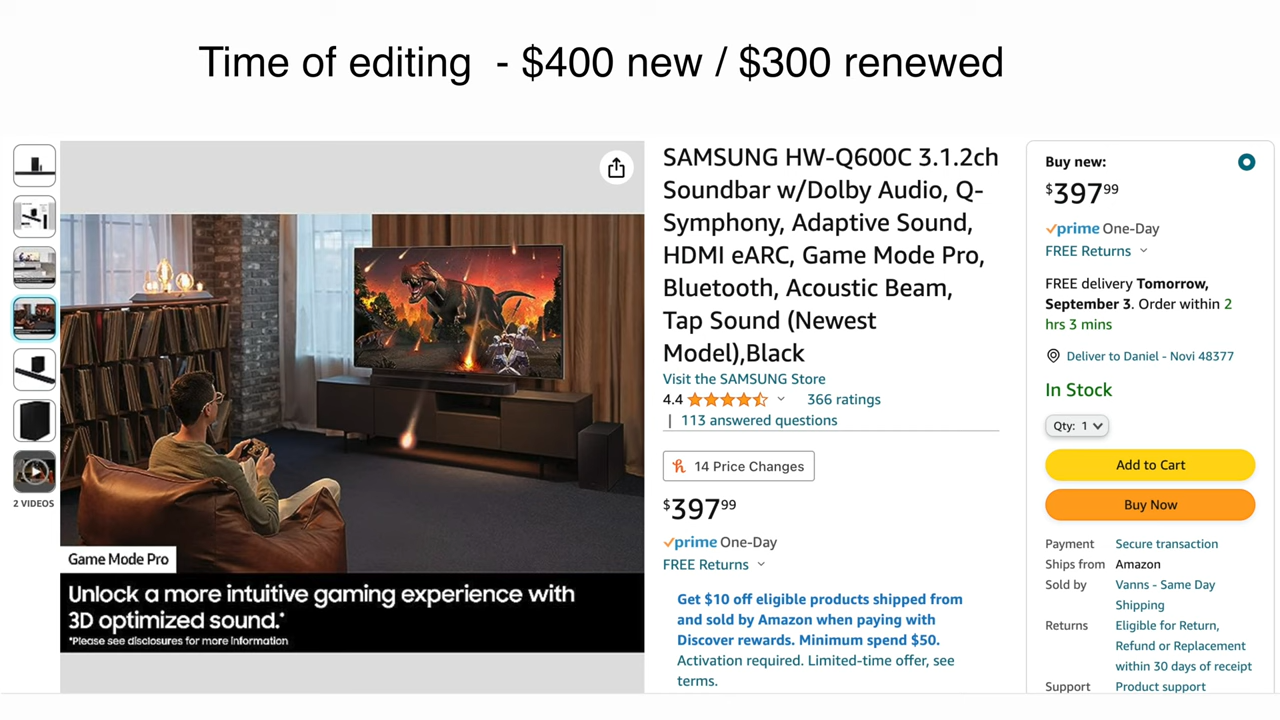 Time of editing - $400 new / $300 renewed
2 VIDEOS
Game Mode Pro
Unlock a more intuitive gaming experience with
3D optimized sound.*
*Please see disclosures for more information
SAMSUNG HW-Q600C 3.1.2ch
Soundbar w/Dolby Audio, Q-
Symphony, Adaptive Sound,
HDMI eARC, Game Mode Pro,
Bluetooth, Acoustic Beam,
Tap Sound (Newest
Model),Black
Visit the SAMSUNG Store
4.4 366 ratings
| 113 answered questions
14 Price Changes
$39799
prime One-Day
FREE Returns
Get $10 off eligible products shipped from
and sold by Amazon when paying with
Discover rewards. Minimum spend $50.
Activation required. Limited-time offer, see
terms.
Buy new:
$39799
prime One-Day
FREE Returns
FREE delivery Tomorrow,
September 3. Order within 2
hrs 3 mins
Deliver to Daniel - Novi 48377
In Stock
Qty: 1
Add to Cart
Buy Now
Payment Secure transaction
Ships from Amazon
Sold by Vanns - Same Day
Shipping
Returns Eligible for Return,
Refund or Replacement
within 30 days of receipt
Support Product support